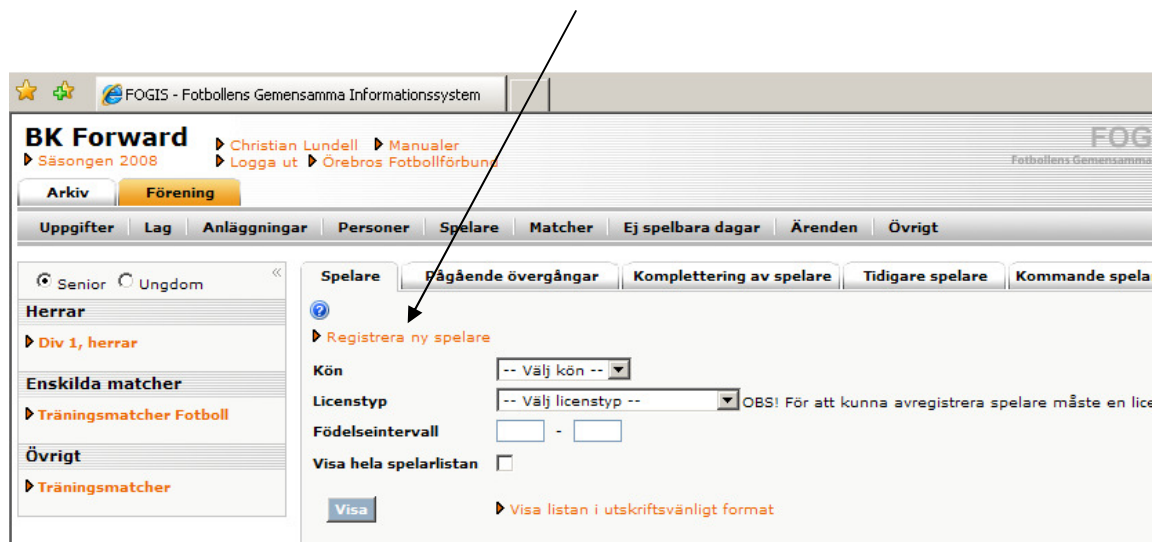 FOGIS - Fotbollens Gemensamma Informationssystem
BK Forward
Christian Lundell Manualer
Säsongen 2008 Logga ut Örebros Fotbollförbund
FOG
Fotbollens Gemensamma
Arkiv Förening
Uppgifter Lag Anläggningar Personer Spelare Matcher Ej spelbara dagar Ärenden Övrigt
Senior Ungdom
Herrar
Div 1, herrar
Enskilda matcher
Träningsmatcher Fotboll
Övrigt
Träningsmatcher
Spelare Pågående övergångar Komplettering av spelare Tidigare spelare Kommande spela
Registrera ny spelare
Kön -- Välj kön --
Licenstyp -- Välj licenstyp -- OBS! För att kunna avregistrera spelare måste en lice
Födelseintervall -
Visa hela spelarlistan
Visa Visa listan i utskriftsvänligt format